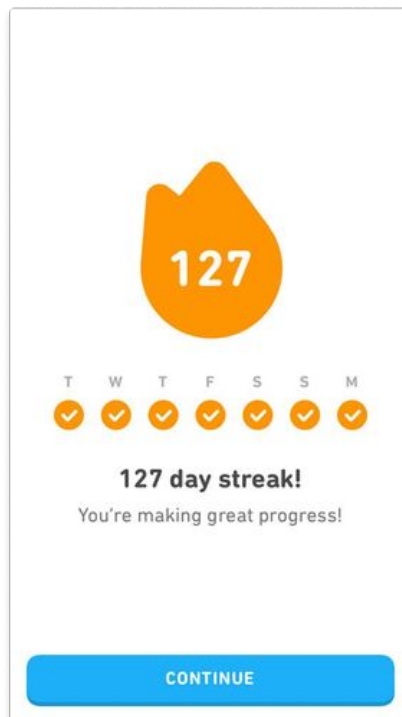 127
T W T F S S M
127 day streak!
You're making great progress!
CONTINUE